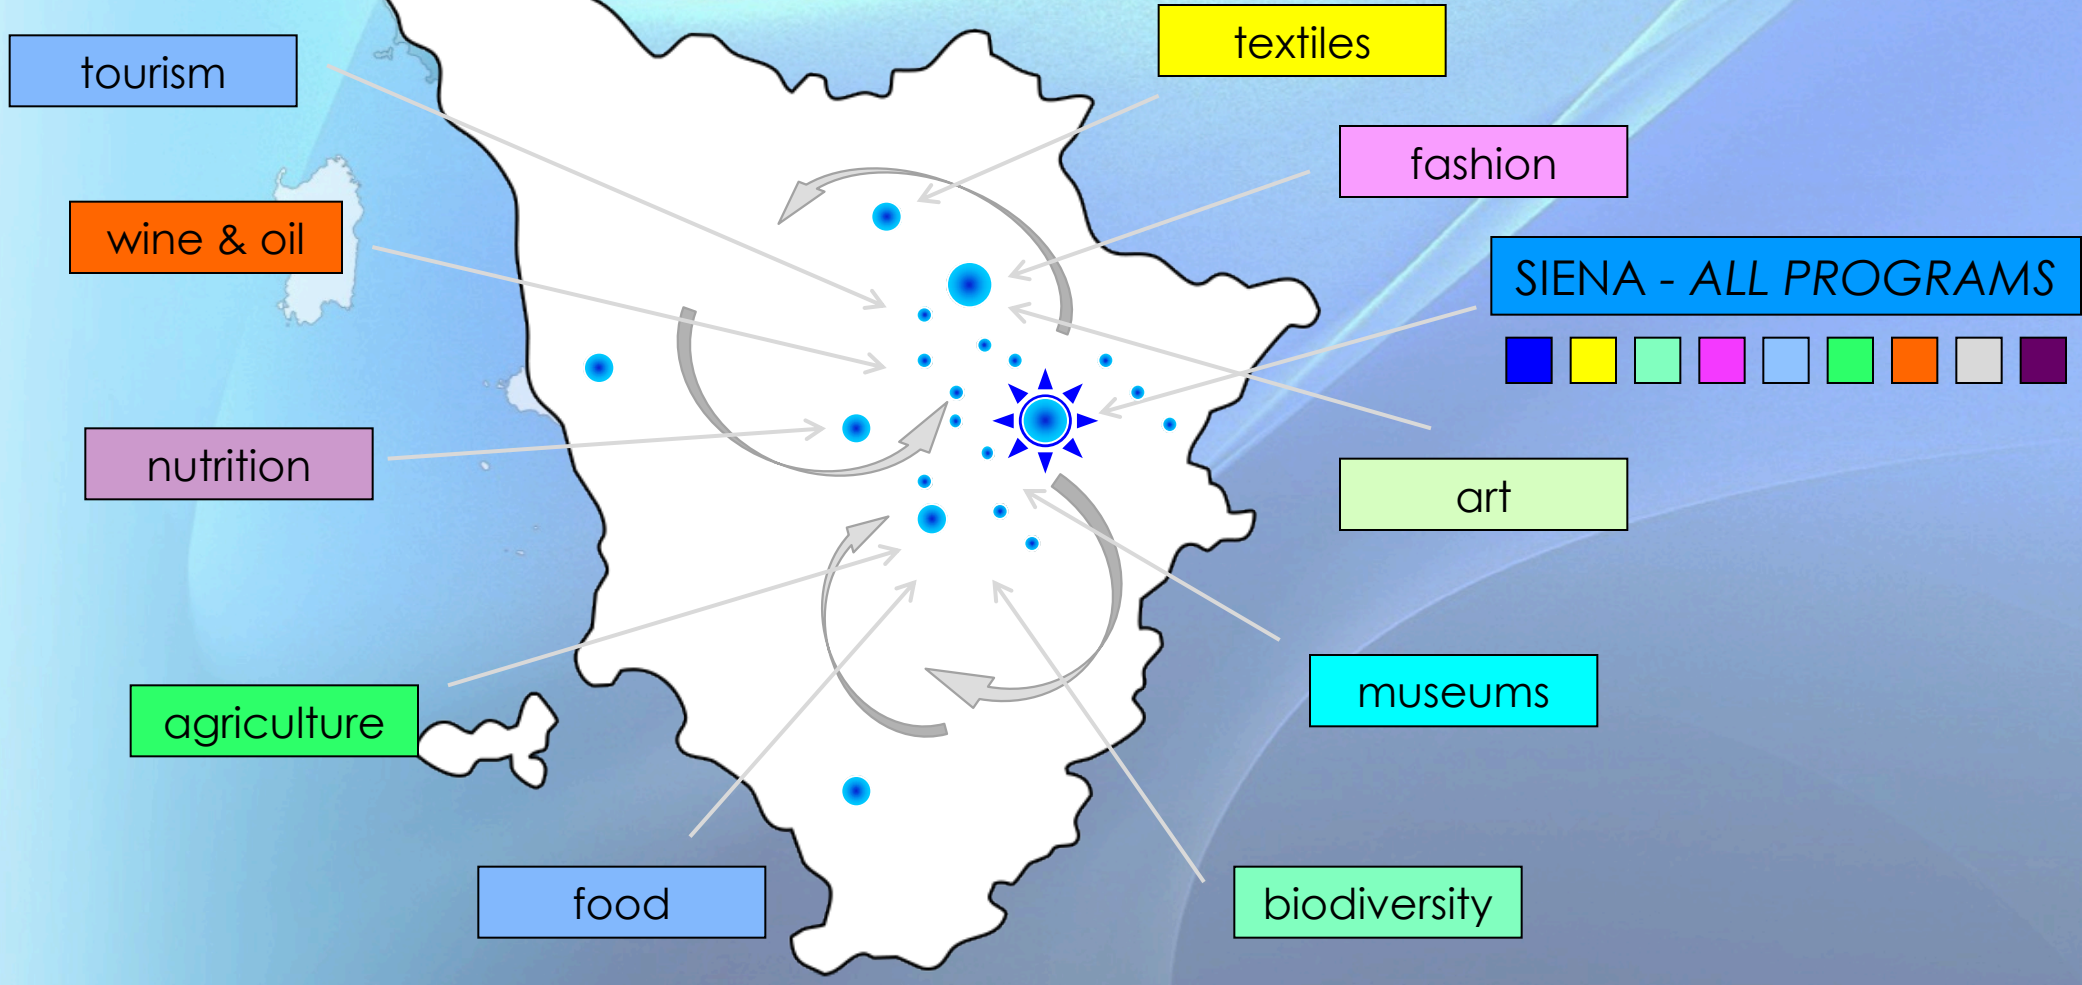 tourism
textiles
fashion
wine & oil
SIENA - ALL PROGRAMS
nutrition
art
museums
agriculture
food
biodiversity